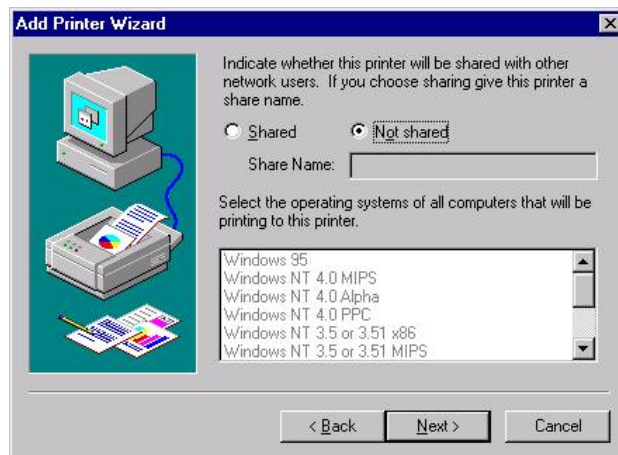 Add Printer Wizard
Indicate whether this printer will be shared with other
network users. If you choose sharing give this printer a
share name.
Shared Not shared
Share Name:
Select the operating systems of all computers that will be
printing to this printer.
Windows 95
Windows NT 4.0 MIPS
Windows NT 4.0 Alpha
Windows NT 4.0 PPC
Windows NT 3.5 or 3.51 x86
Windows NT 3.5 or 3.51 MIPS
< Back Next > Cancel